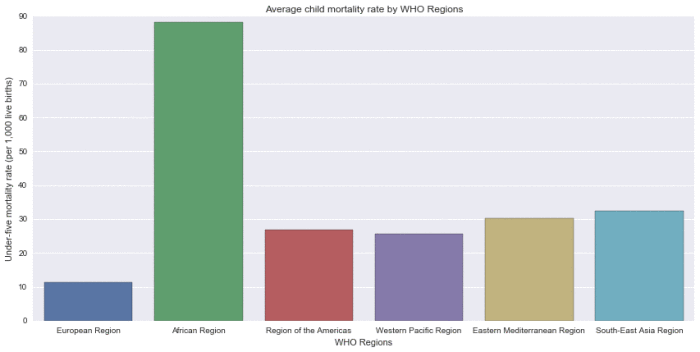 Average child mortality rate by WHO Regions
Under-five mortality rate (per 1,000 live births)
90
80
70
60
50
40
30
20
10
0
European Region African Region Region of the Americas Western Pacific Region Eastern Mediterranean Region South-East Asia Region
WHO Regions